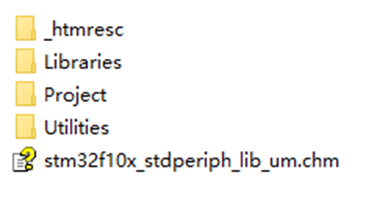 _htmresc
Libraries
Project
Utilities
stm32f10x_stdperiph_lib_um.chm